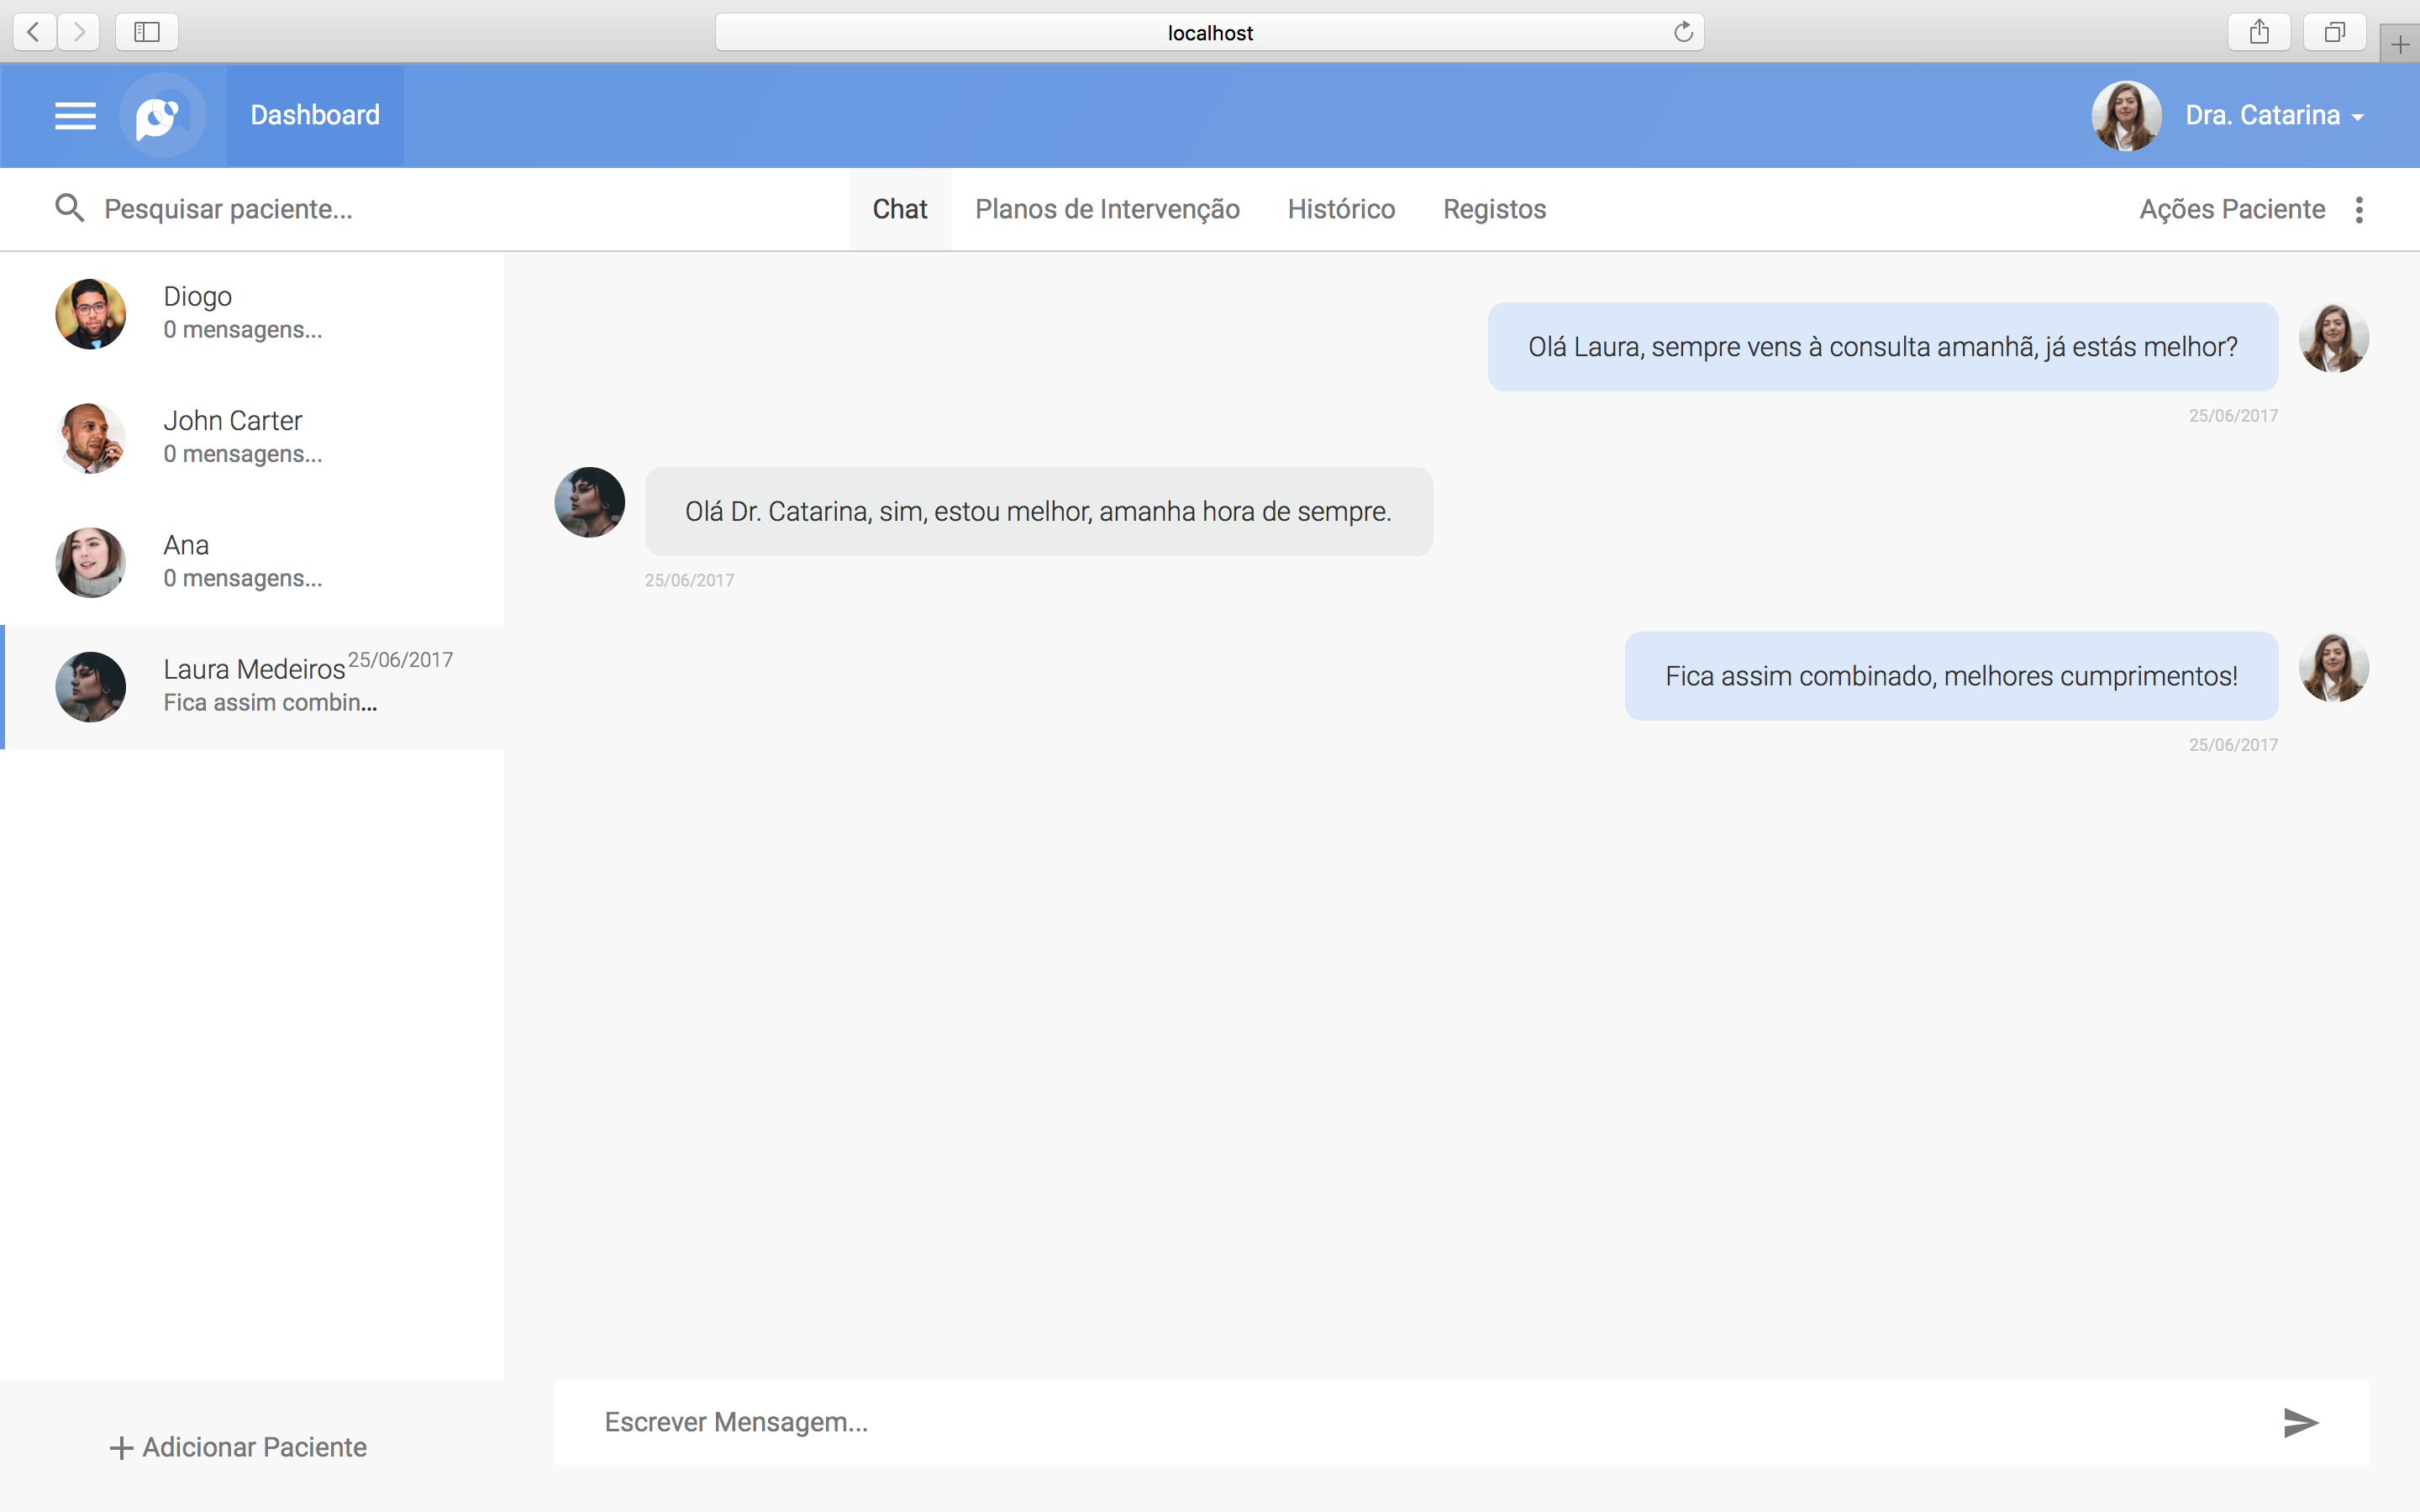 localhost
Dashboard
Dra. Catarina
Pesquisar paciente...
Chat
Planos de Intervenção
Histórico
Registos
Ações Paciente
Diogo
0 mensagens...
John Carter
0 mensagens...
Ana
0 mensagens...
Laura Medeiros 25/06/2017
Fica assim combin...
Olá Laura, sempre vens à consulta amanhã, já estás melhor?
25/06/2017
Olá Dr. Catarina, sim, estou melhor, amanha hora de sempre.
25/06/2017
Fica assim combinado, melhores cumprimentos!
25/06/2017
Adicionar Paciente
Escrever Mensagem...